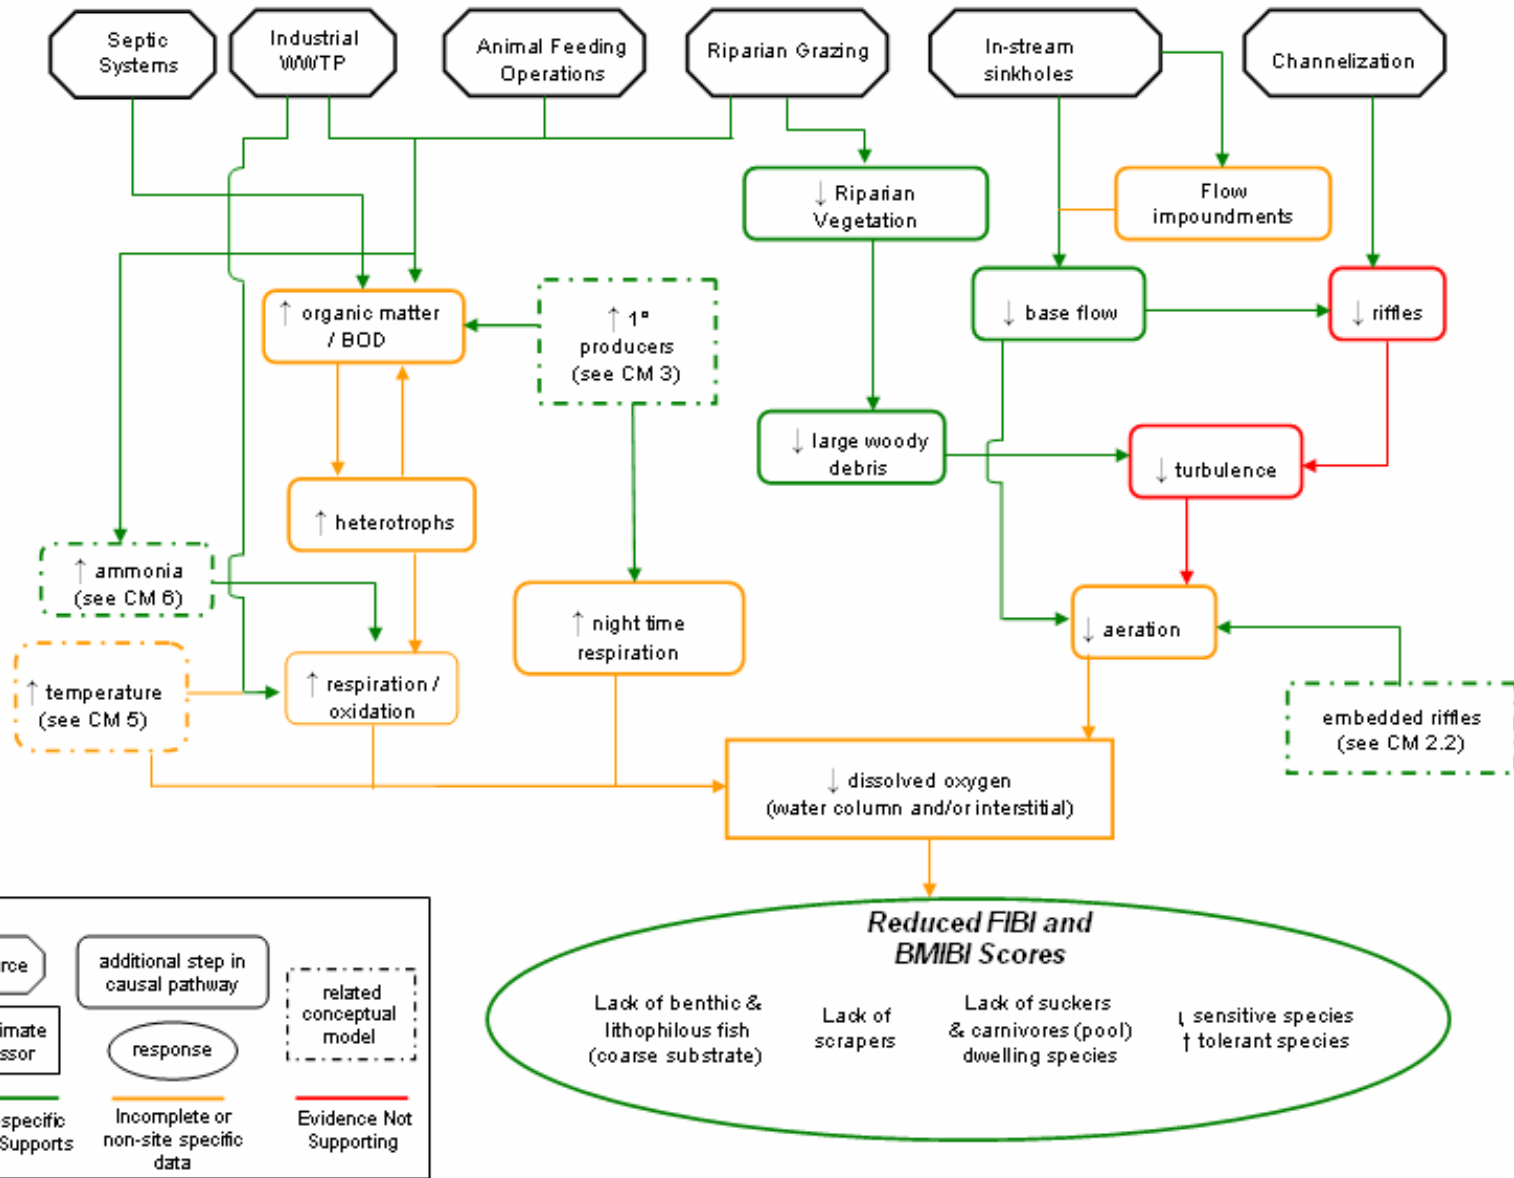 Septic
Systems
Industrial
WWTP
Animal Feeding
Operations
Riparian Grazing
In-stream
sinkholes
Channelization
↓ Riparian
Vegetation
Flow
impoundments
↑ organic matter
/ BOD
↑ 1°
producers
(see CM 3)
↓ base flow
↓ riffles
↓ large woody
debris
↓ turbulence
↑ heterotrophs
↑ ammonia
(see CM 6)
↑ night time
respiration
↓ aeration
↑ temperature
(see CM 5)
↑ respiration /
oxidation
embedded riffles
(see CM 2.2)
↓ dissolved oxygen
(water column and/or interstitial)
Reduced FIBI and
BMIBI Scores
Lack of benthic &
lithophilous fish
(coarse substrate)
Lack of
scrapers
Lack of suckers
& carnivores (pool)
dwelling species
↓ sensitive species
↑ tolerant species
rce
additional step in
causal pathway
related
conceptual
model
imate
ssor
response
specific
Supports
Incomplete or
non-site specific
data
Evidence Not
Supporting